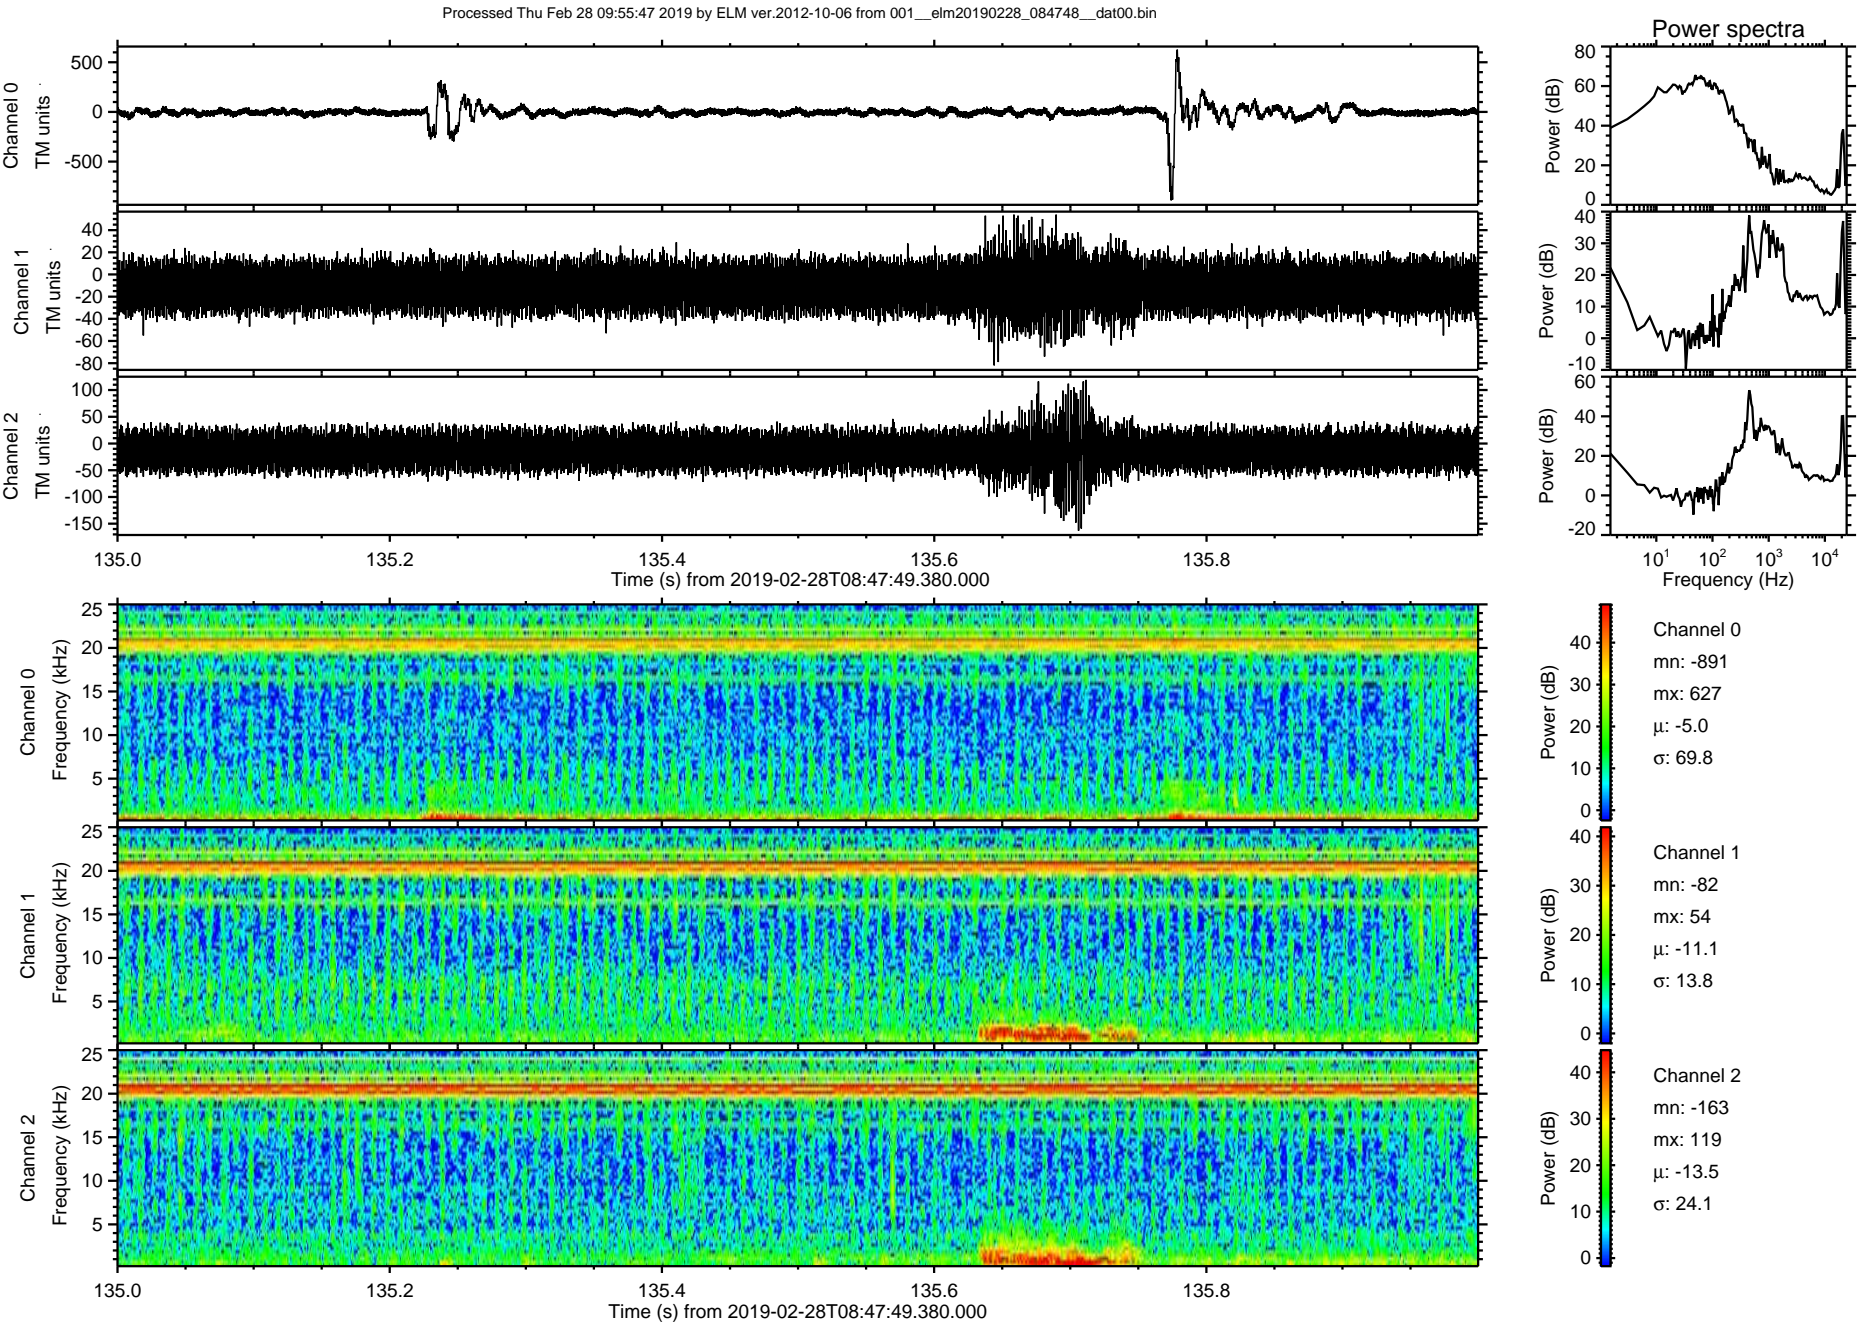 Processed Thu Feb 28 09:55:47 2019 by ELM ver.2012-10-06 from 001__elm20190228_084748__dat00.bin
Power spectra
Channel 0
TM units
500
0
-500
Power (dB)
80
60
40
20
0
Channel 1
TM units
40
20
0
-20
-40
-60
-80
Power (dB)
40
30
20
10
0
-10
Channel 2
TM units
100
50
0
-50
-100
-150
Power (dB)
60
40
20
0
-20
135.0 135.2 135.4 135.6 135.8
Time (s) from 2019-02-28T08:47:49.380.000
10¹ 10² 10³ 10⁴
Frequency (Hz)
Channel 0
Frequency (kHz)
25
20
15
10
5
Power (dB)
40
30
20
10
0
Channel 0
mn: -891
mx: 627
μ: -5.0
σ: 69.8
Channel 1
Frequency (kHz)
25
20
15
10
5
Power (dB)
40
30
20
10
0
Channel 1
mn: -82
mx: 54
μ: -11.1
σ: 13.8
Channel 2
Frequency (kHz)
25
20
15
10
5
Power (dB)
40
30
20
10
0
Channel 2
mn: -163
mx: 119
μ: -13.5
σ: 24.1
135.0 135.2 135.4 135.6 135.8
Time (s) from 2019-02-28T08:47:49.380.000